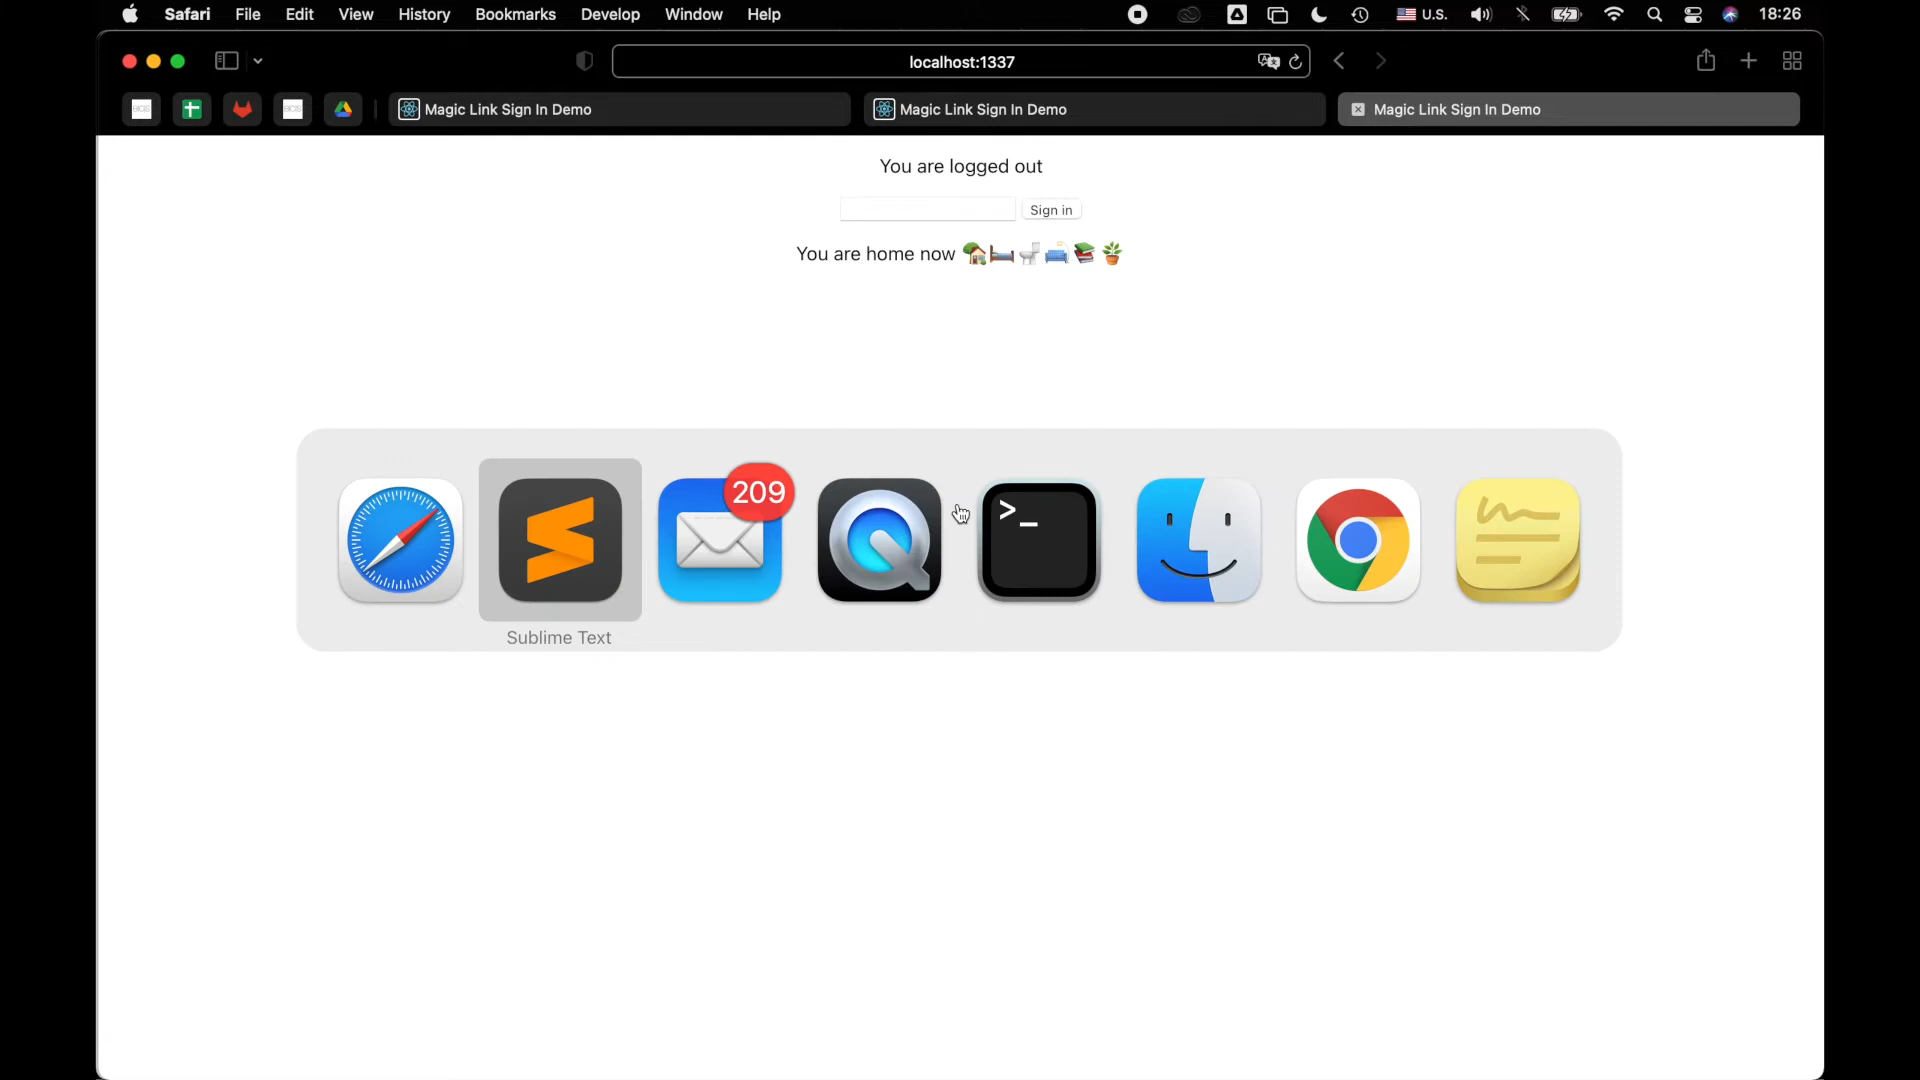 Safari File Edit View History Bookmarks Develop Window Help U.S. 18:26
localhost:1337
Magic Link Sign In Demo Magic Link Sign In Demo Magic Link Sign In Demo
You are logged out
Sign in
You are home now 🏡🛏🚽🛋📚🪴
209
>_
Sublime Text